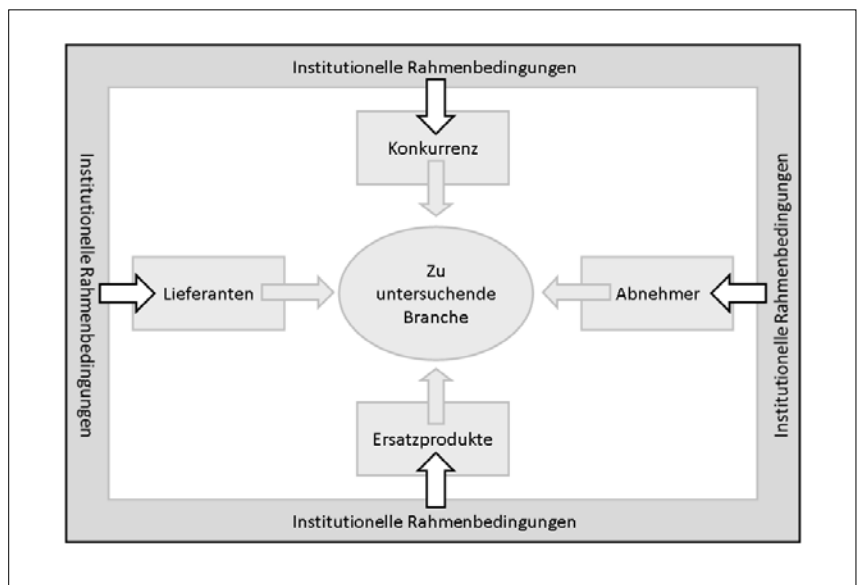 Institutionelle Rahmenbedingungen
Institutionelle Rahmenbedingungen
Konkurrenz
Lieferanten
Zu
untersuchende
Branche
Abnehmer
Institutionelle Rahmenbedingungen
Ersatzprodukte
Institutionelle Rahmenbedingungen